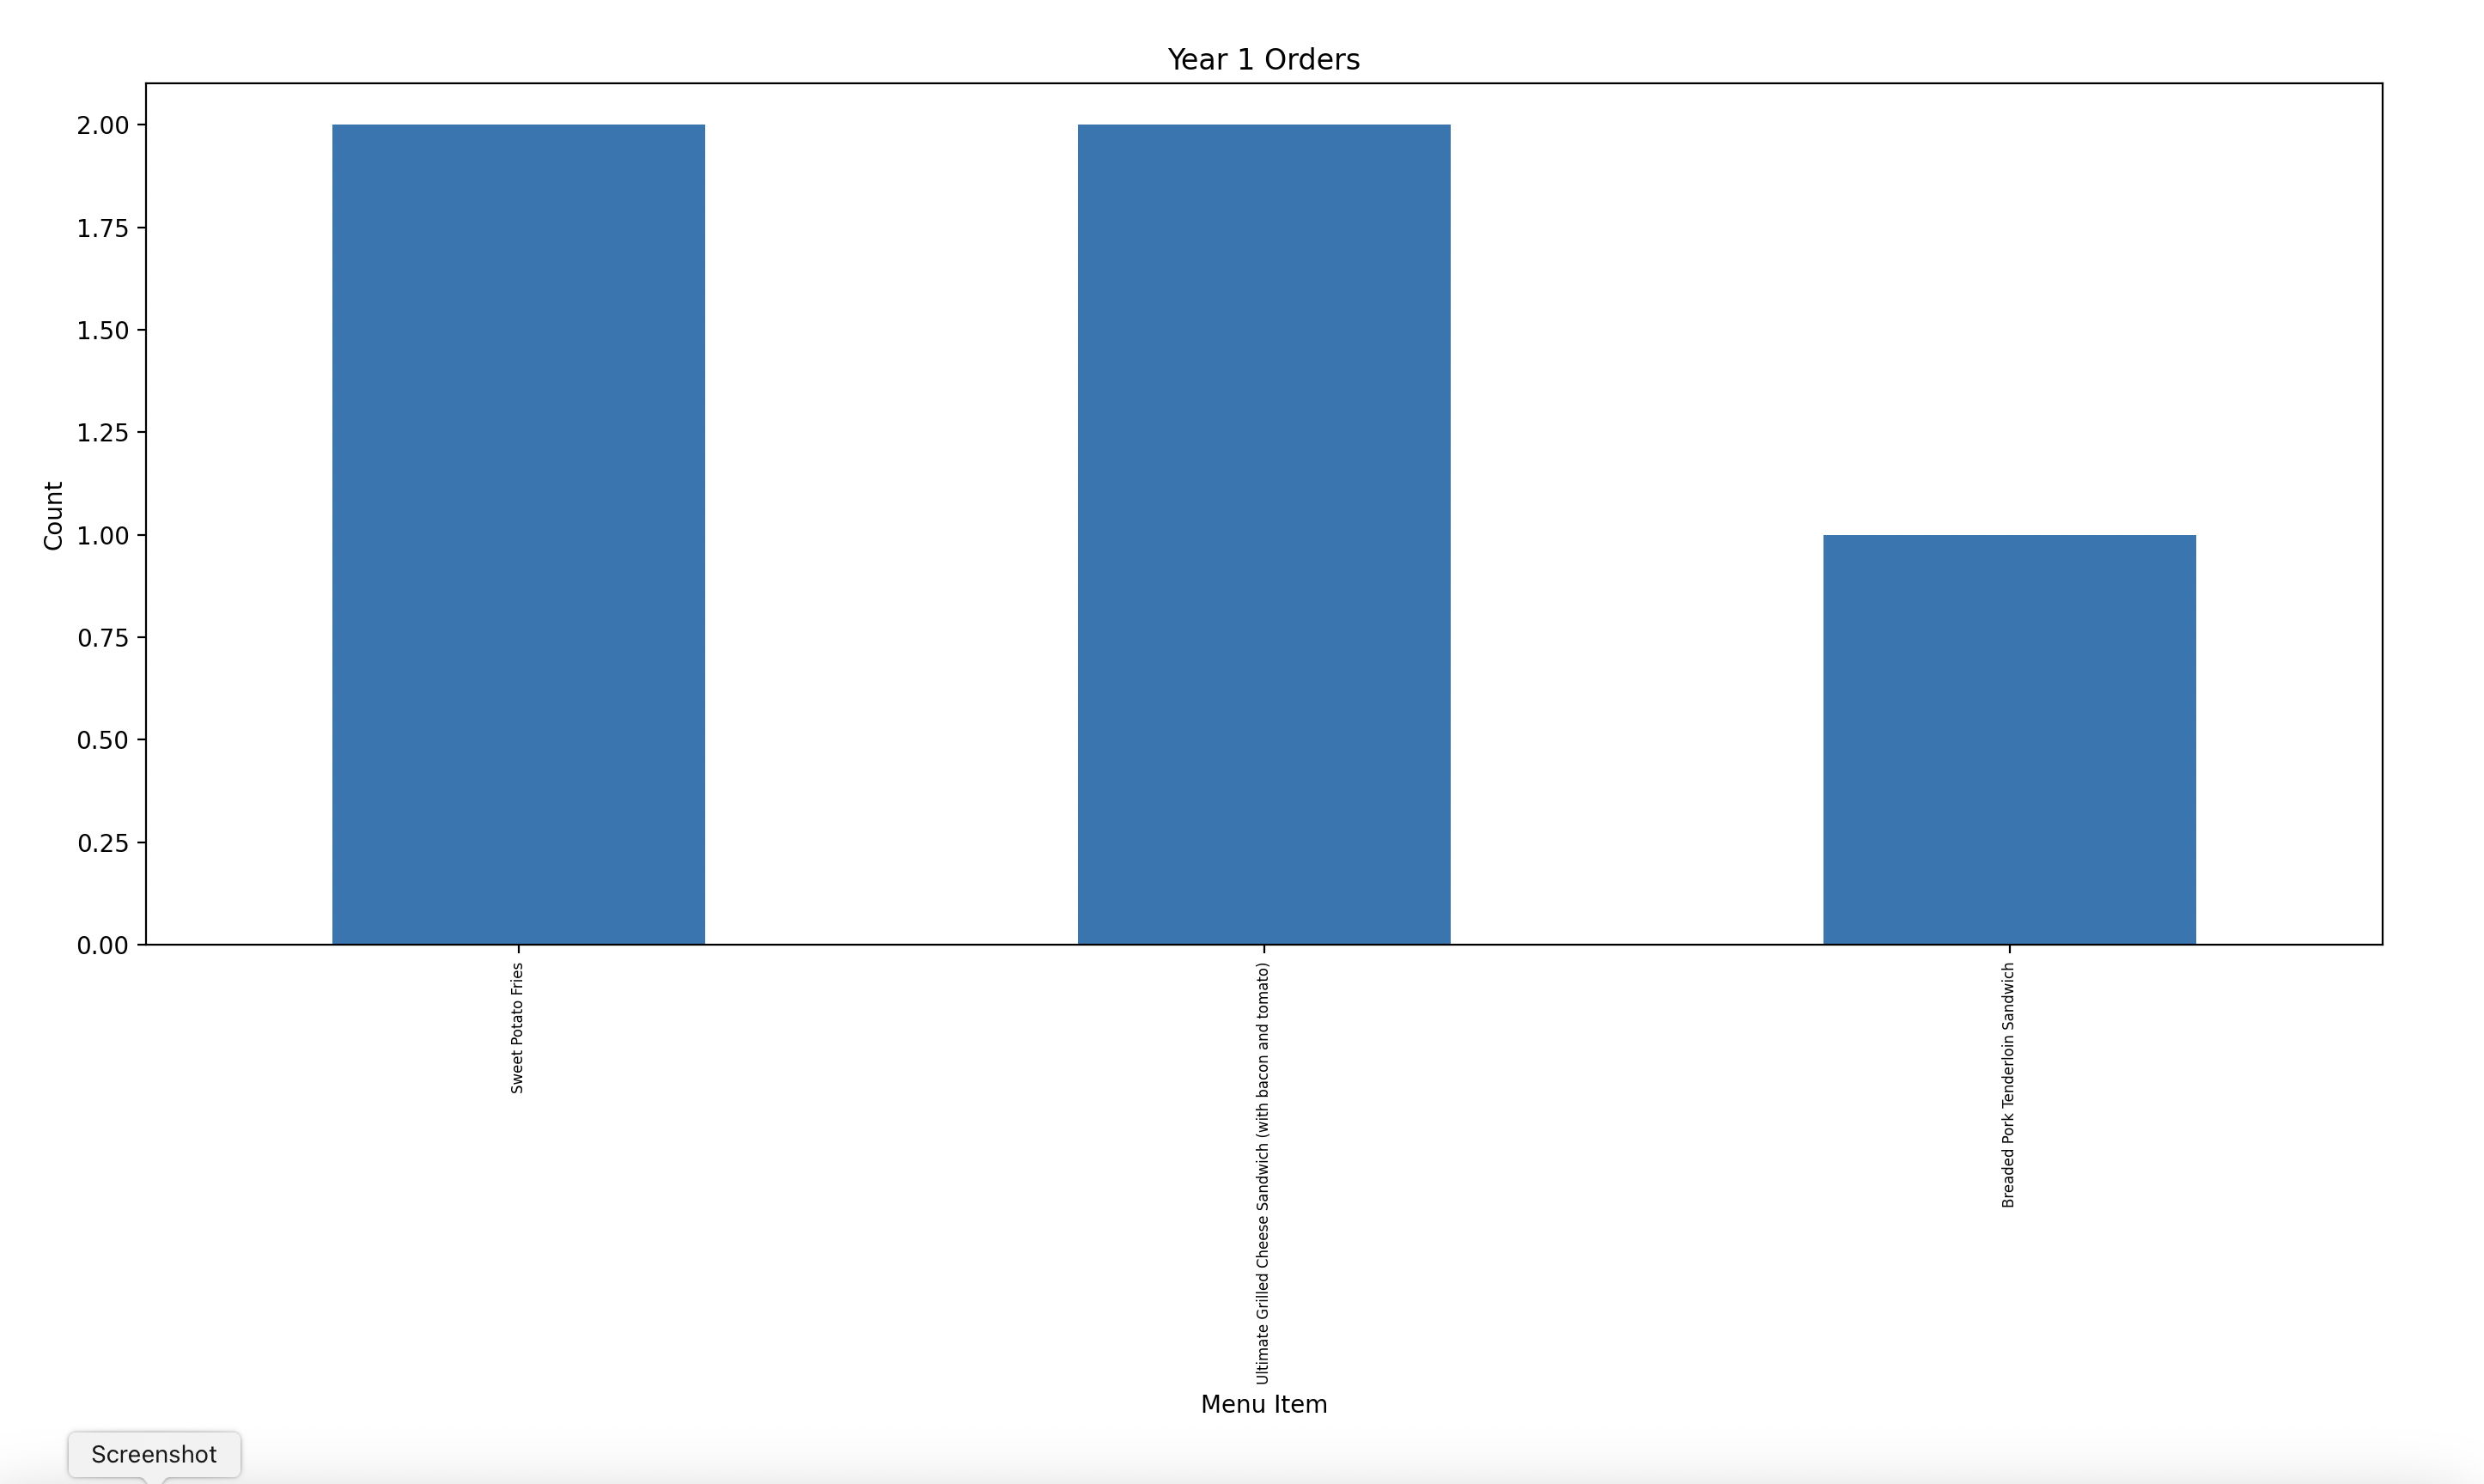 Year 1 Orders
2.00
1.75
1.50
1.25
1.00
0.75
0.50
0.25
0.00
Count
Sweet Potato Fries
Ultimate Grilled Cheese Sandwich (with bacon and tomato)
Breaded Pork Tenderloin Sandwich
Menu Item
Screenshot